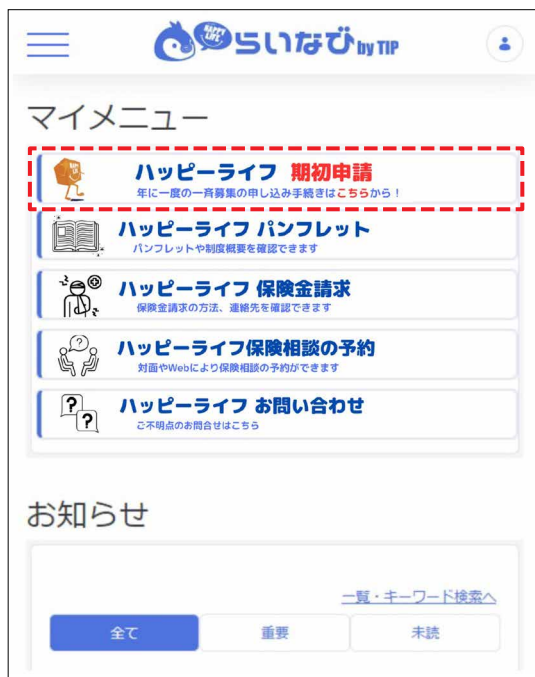 HAPPY LIFE!
らいなび by TIP
マイメニュー
ハッピーライフ 期初申請
年に一度の一斉募集の申し込み手続きはこちらから！
ハッピーライフ パンフレット
パンフレットや制度概要を確認できます
ハッピーライフ 保険金請求
保険金請求の方法、連絡先を確認できます
ハッピーライフ保険相談の予約
対面やWebにより保険相談の予約ができます
ハッピーライフ お問い合わせ
ご不明点のお問合せはこちら
お知らせ
一覧・キーワード検索へ
全て 重要 未読